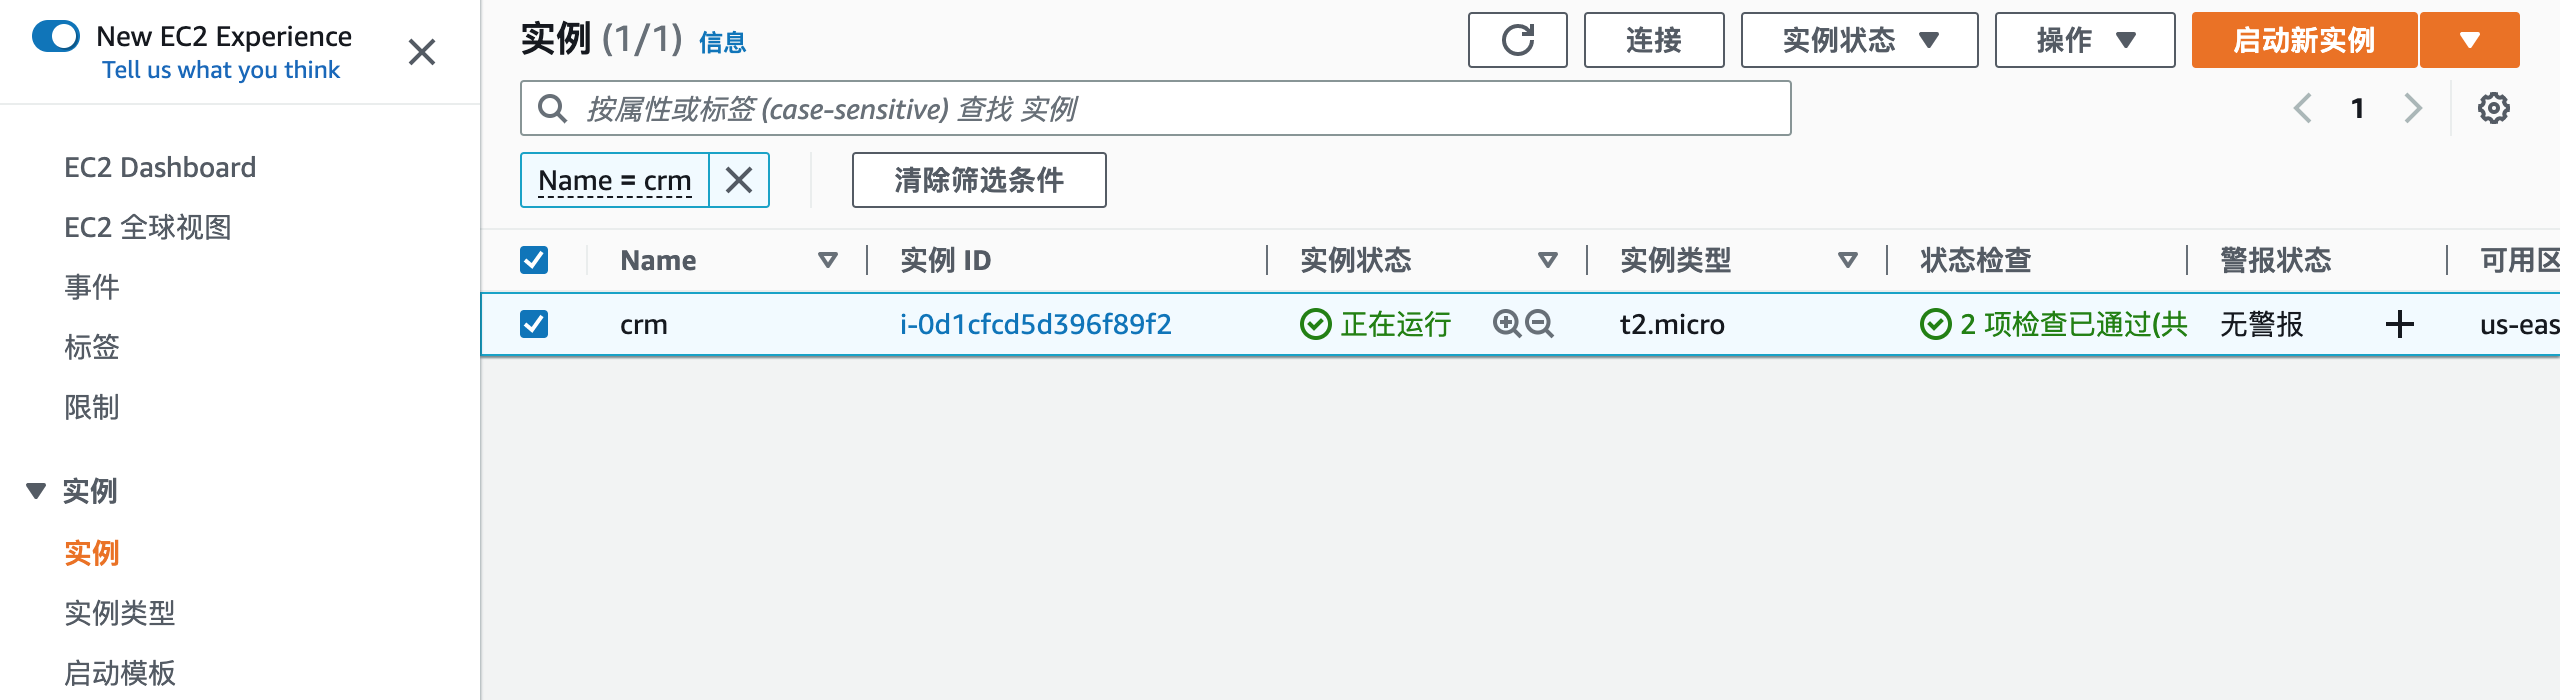 New EC2 Experience
Tell us what you think
EC2 Dashboard
EC2 全球视图
事件
标签
限制
实例
实例
实例类型
启动模板
实例 (1/1) 信息
连接
实例状态
操作
启动新实例
按属性或标签 (case-sensitive) 查找 实例
1
Name = crm
清除筛选条件
Name 实例 ID 实例状态 实例类型 状态检查 警报状态 可用区
crm i-0d1cfcd5d396f89f2 正在运行 t2.micro 2 项检查已通过(共 无警报 us-eas